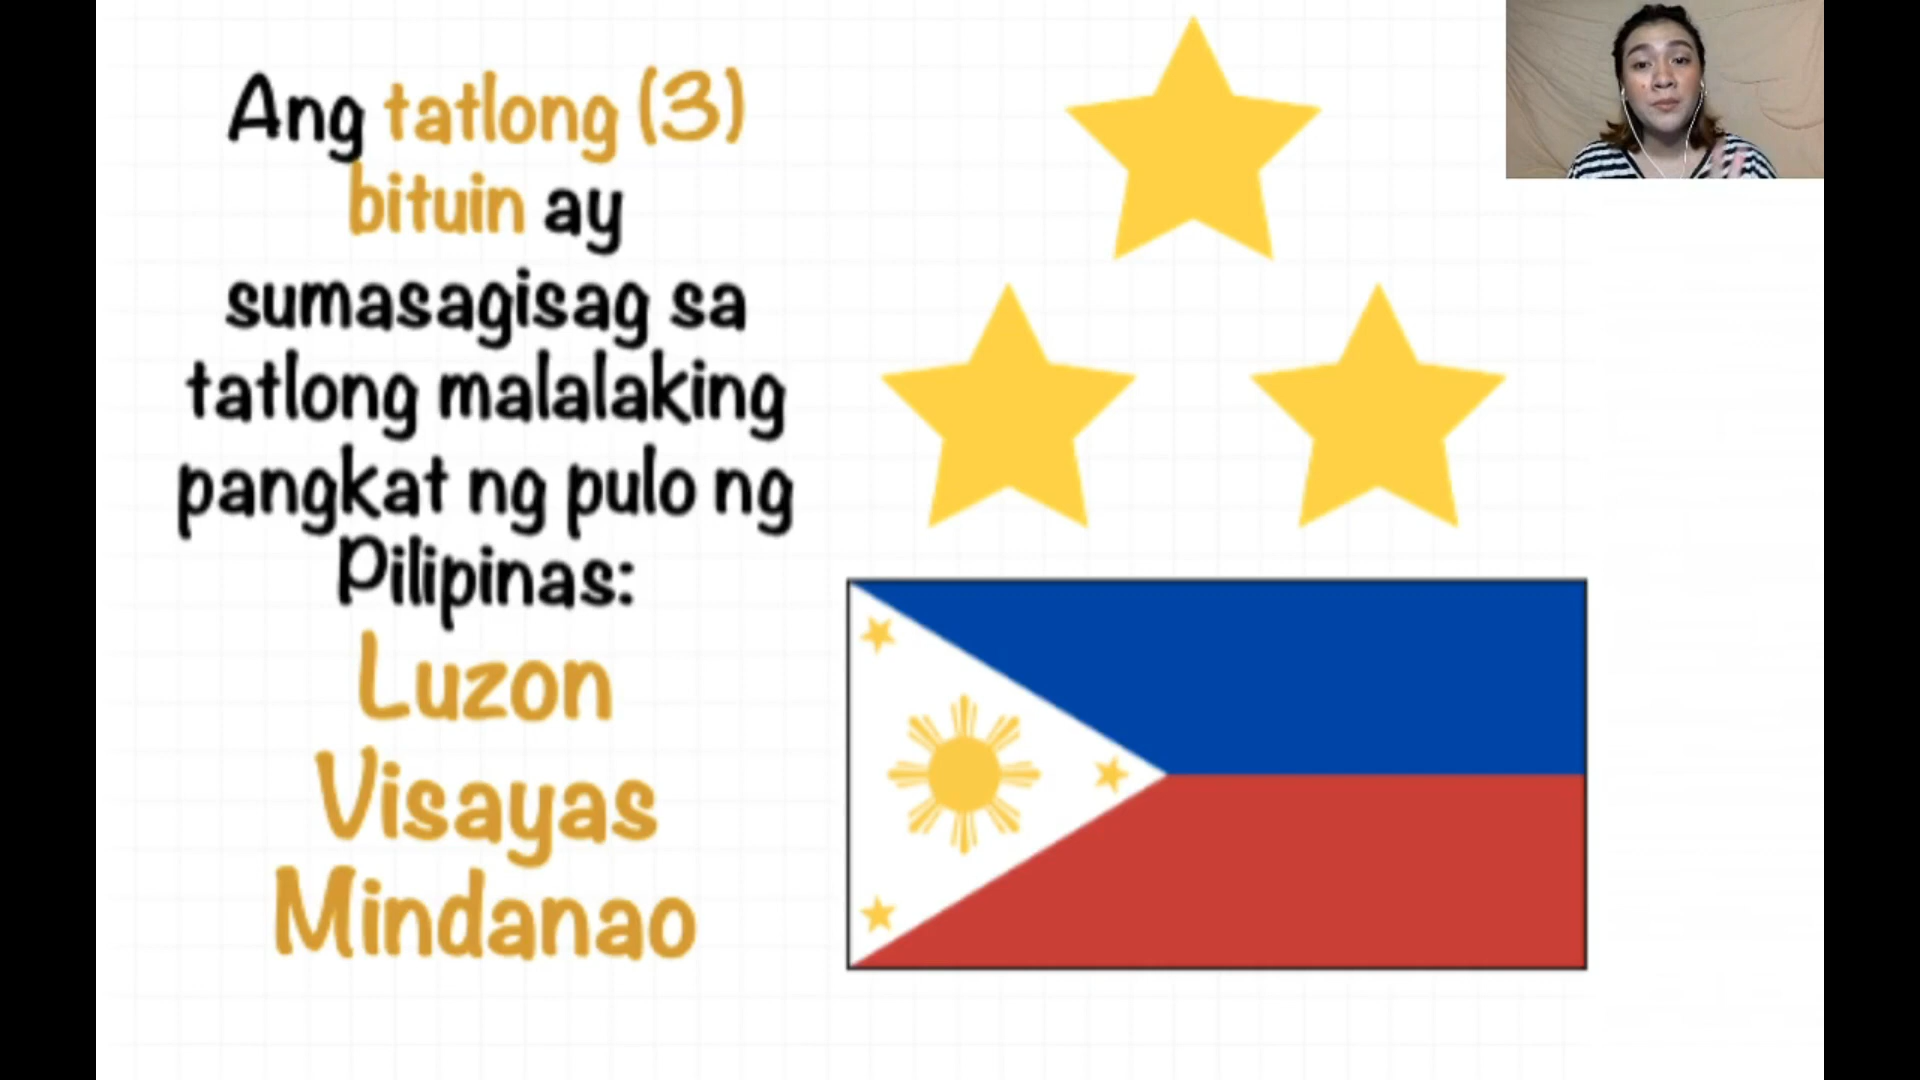 Ang tatlong (3)
bituin ay
sumasagisag sa
tatlong malalaking
pangkat ng pulo ng
Pilipinas:
Luzon
Visayas
Mindanao